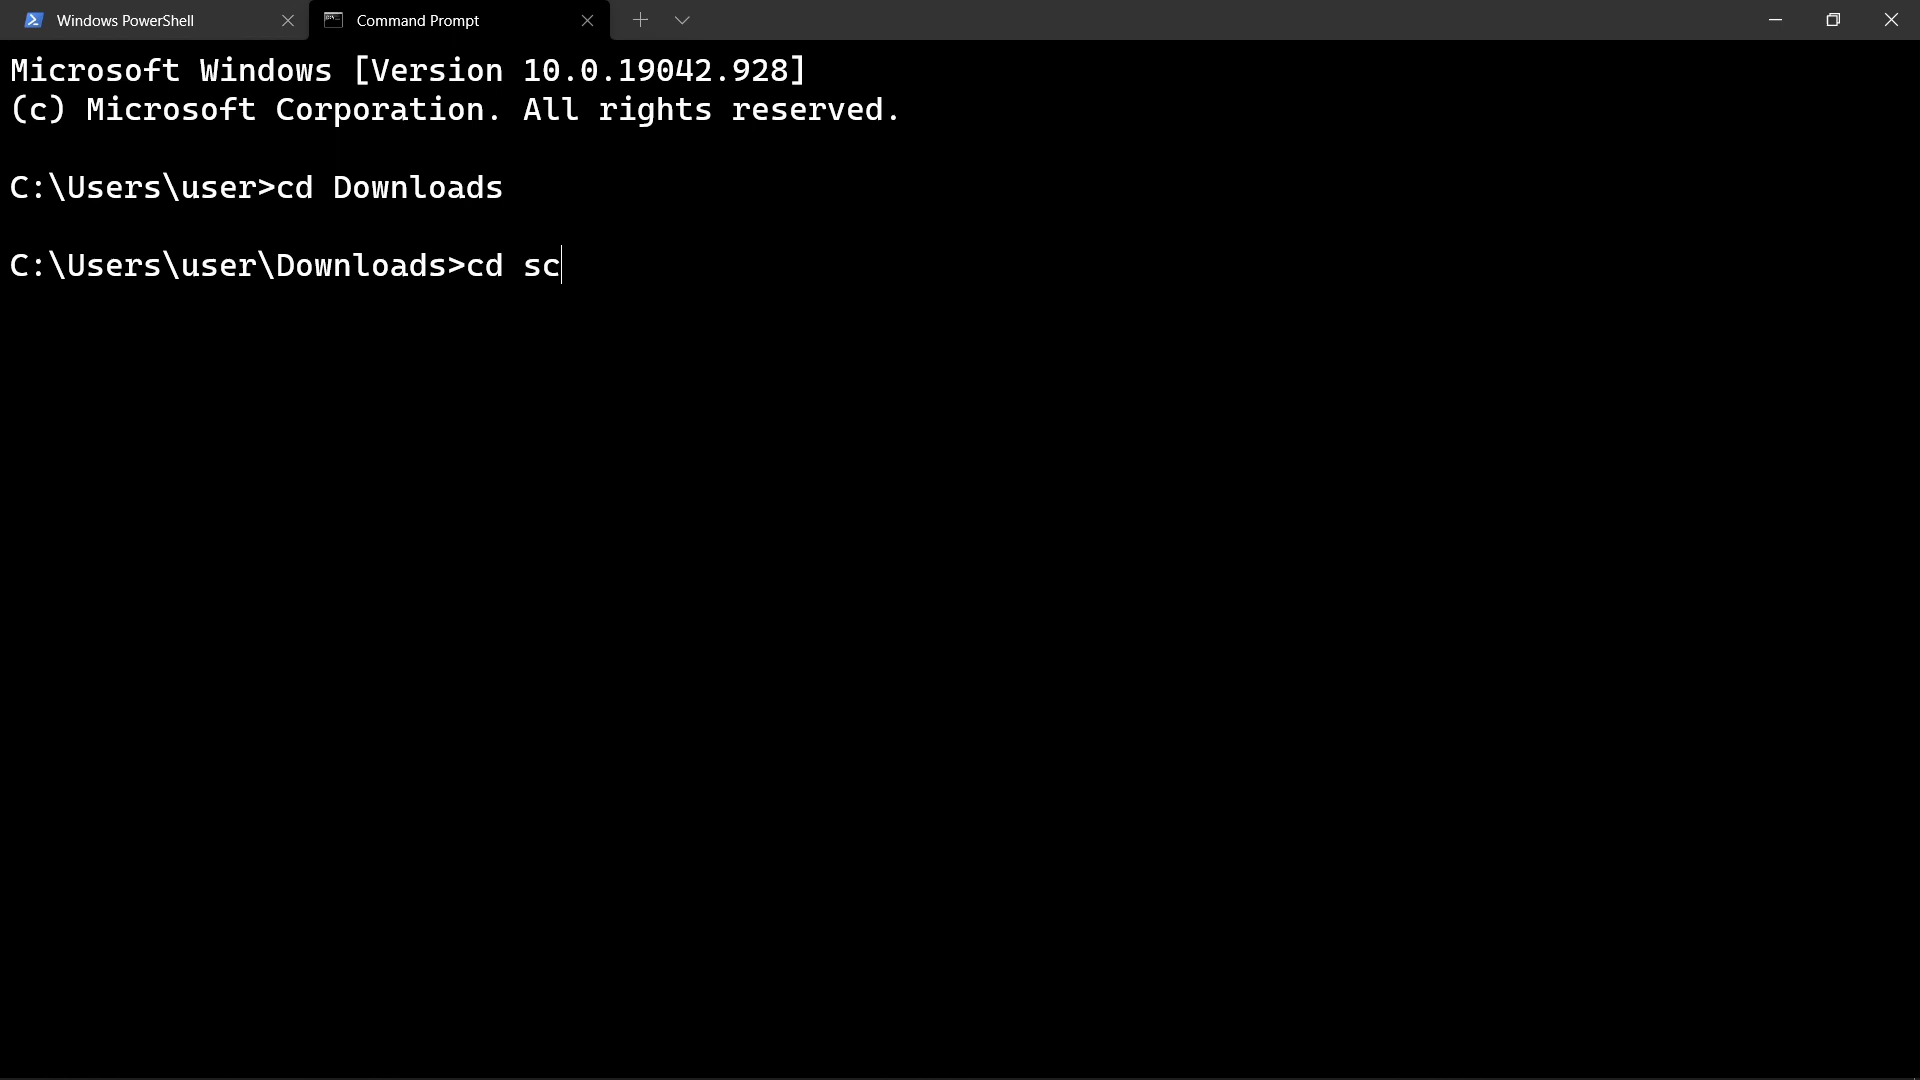 Windows PowerShell
Command Prompt
Microsoft Windows [Version 10.0.19042.928]
(c) Microsoft Corporation. All rights reserved.
C:\Users\user>cd Downloads
C:\Users\user\Downloads>cd sc